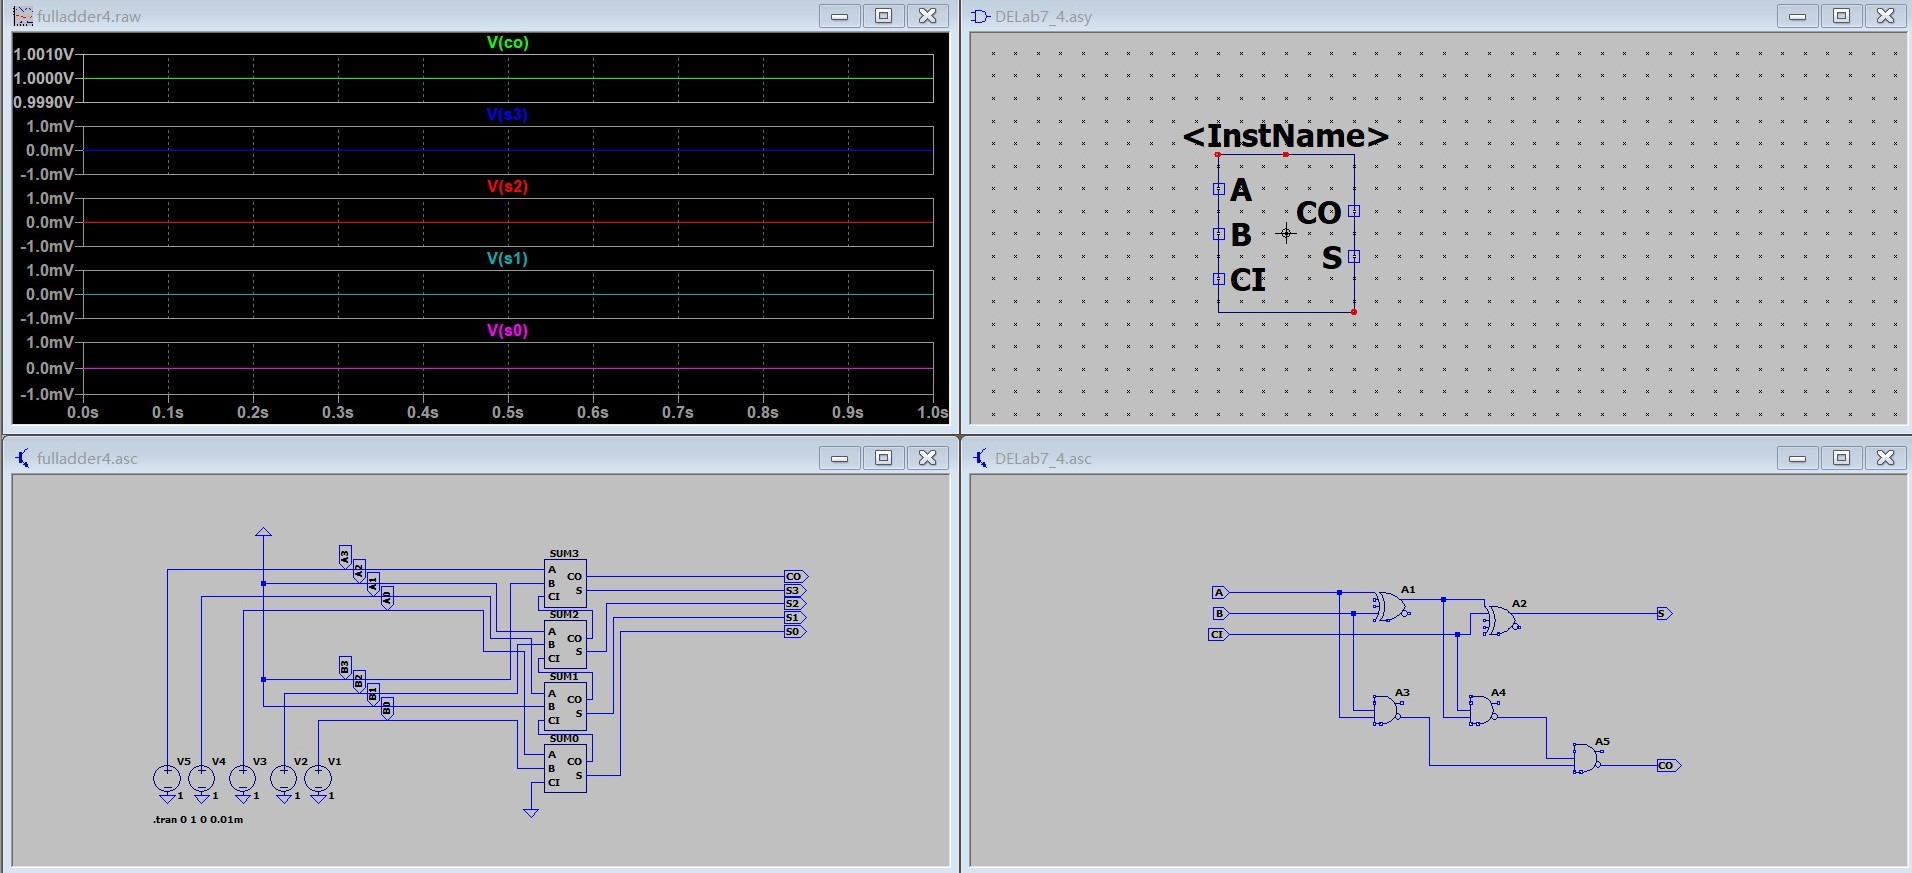 fulladder4.raw
V(co)
1.0010V
1.0000V
0.9990V
V(s3)
1.0mV
0.0mV
-1.0mV
V(s2)
1.0mV
0.0mV
-1.0mV
V(s1)
1.0mV
0.0mV
-1.0mV
V(s0)
1.0mV
0.0mV
-1.0mV
0.0s 0.1s 0.2s 0.3s 0.4s 0.5s 0.6s 0.7s 0.8s 0.9s 1.0s
DELab7_4.asy
<InstName>
A
CO
B
S
CI
fulladder4.asc
A3
A2
A1
A0
B3
B2
B1
B0
SUM3
A
CO
B
S
CI
SUM2
A
CO
B
S
CI
SUM1
A
CO
B
S
CI
SUM0
A
CO
B
S
CI
CO
S3
S2
S1
S0
V5 V4 V3 V2 V1
1 1 1 1 1
.tran 0 1 0 0.01m
DELab7_4.asc
A
B
CI
A1
A2
S
A3
A4
A5
CO